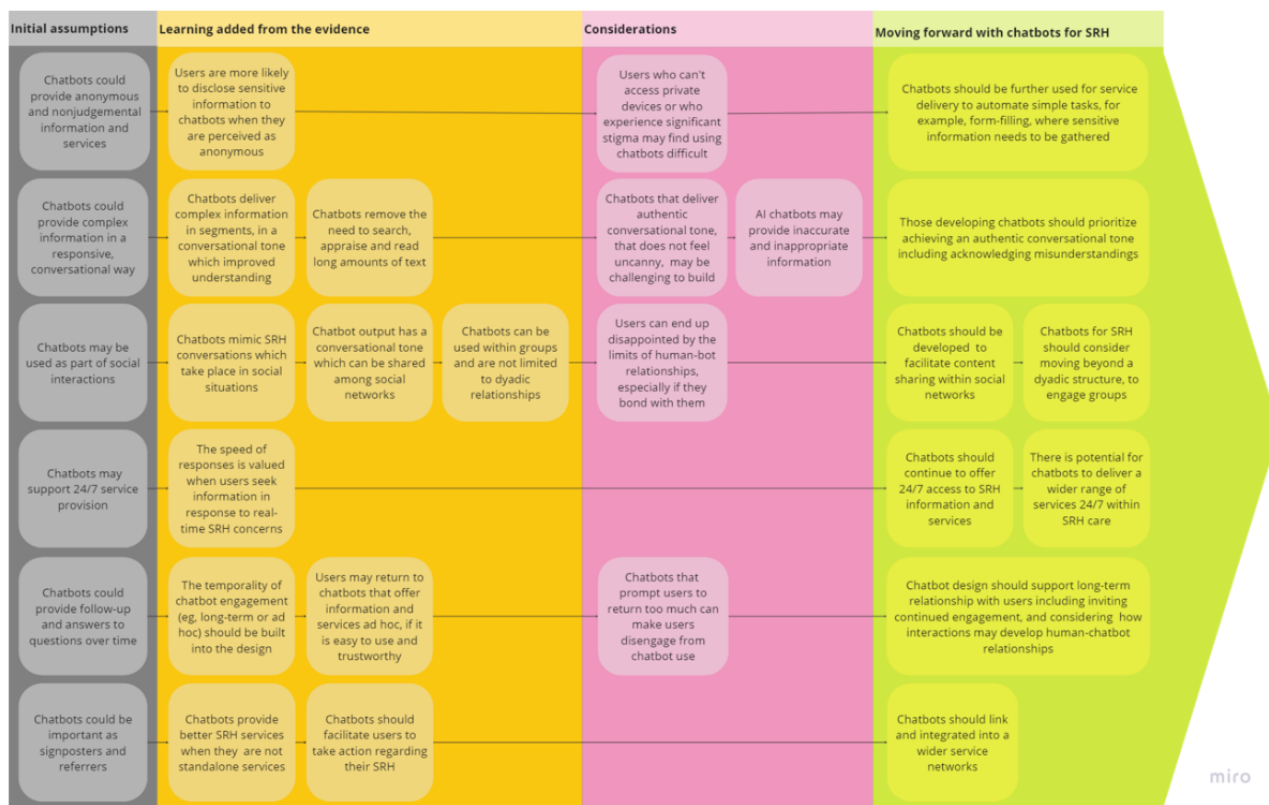 Initial assumptions
Learning added from the evidence
Considerations
Moving forward with chatbots for SRH
Chatbots could
provide anonymous
and nonjudgemental
information and
services
Users are more likely
to disclose sensitive
information to
chatbots when they
are perceived as
anonymous
Users who can't
access private
devices or who
experience significant
stigma may find using
chatbots difficult
Chatbots should be further used for service
delivery to automate simple tasks, for
example, form-filling, where sensitive
information needs to be gathered
Chatbots could
provide complex
information in a
responsive,
conversational way
Chatbots deliver
complex information
in segments, in a
conversational tone
which improved
understanding
Chatbots remove the
need to search,
appraise and read
long amounts of text
Chatbots that deliver
authentic
conversational tone,
that does not feel
uncanny, may be
challenging to build
AI chatbots may
provide inaccurate
and inappropriate
information
Those developing chatbots should prioritize
achieving an authentic conversational tone
including acknowledging misunderstandings
Chatbots may be
used as part of social
interactions
Chatbots mimic SRH
conversations which
take place in social
situations
Chatbot output has a
conversational tone
which can be shared
among social
networks
Chatbots can be
used within groups
and are not limited
to dyadic
relationships
Users can end up
disappointed by the
limits of human-bot
relationships,
especially if they
bond with them
Chatbots should be
developed to
facilitate content
sharing within social
networks
Chatbots for SRH
should consider
moving beyond a
dyadic structure, to
engage groups
Chatbots may
support 24/7 service
provision
The speed of
responses is valued
when users seek
information in
response to real-
time SRH concerns
Chatbots should
continue to offer
24/7 access to SRH
information and
services
There is potential for
chatbots to deliver a
wider range of
services 24/7 within
SRH care
Chatbots could
provide follow-up
and answers to
questions over time
The temporality of
chatbot engagement
(eg, long-term or ad
hoc) should be built
into the design
Users may return to
chatbots that offer
information and
services ad hoc, if it
is easy to use and
trustworthy
Chatbots that
prompt users to
return too much can
make users
disengage from
chatbot use
Chatbot design should support long-term
relationship with users including inviting
continued engagement, and considering how
interactions may develop human-chatbot
relationships
Chatbots could be
important as
signposters and
referrers
Chatbots provide
better SRH services
when they are not
standalone services
Chatbots should
facilitate users to
take action regarding
their SRH
Chatbots should link
and integrated into a
wider service
networks
miro